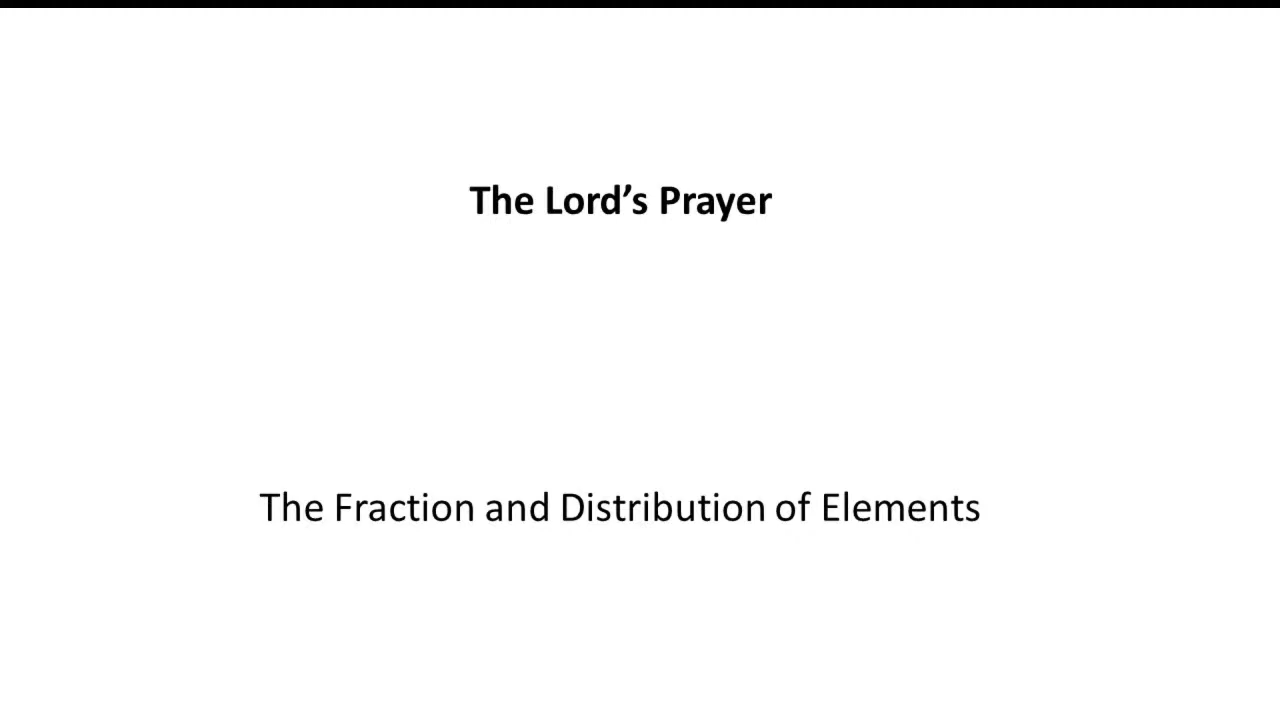 The Lord’s Prayer
The Fraction and Distribution of Elements